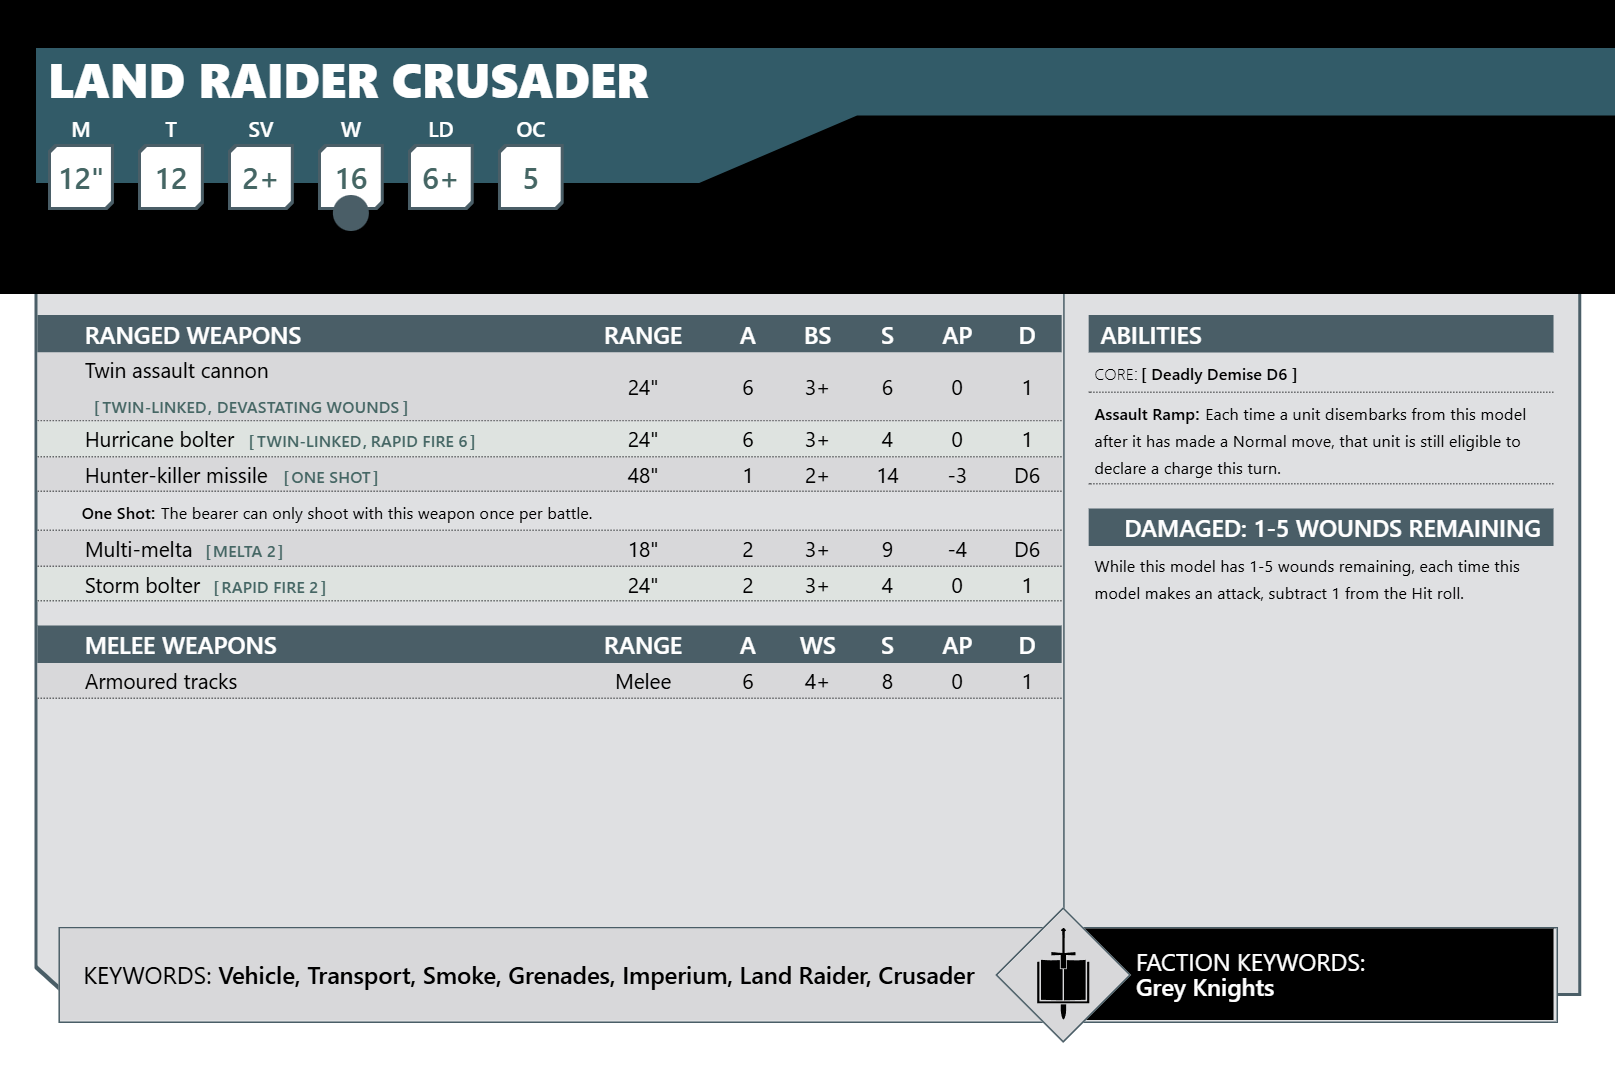 LAND RAIDER CRUSADER
M T SV W LD OC
12" 12 2+ 16 6+ 5
RANGED WEAPONS RANGE A BS S AP D
Twin assault cannon
[TWIN-LINKED, DEVASTATING WOUNDS] 24" 6 3+ 6 0 1
Hurricane bolter [TWIN-LINKED, RAPID FIRE 6] 24" 6 3+ 4 0 1
Hunter-killer missile [ONE SHOT] 48" 1 2+ 14 -3 D6
One Shot: The bearer can only shoot with this weapon once per battle.
Multi-melta [MELTA 2] 18" 2 3+ 9 -4 D6
Storm bolter [RAPID FIRE 2] 24" 2 3+ 4 0 1
MELEE WEAPONS RANGE A WS S AP D
Armoured tracks Melee 6 4+ 8 0 1
ABILITIES
CORE: [ Deadly Demise D6 ]
Assault Ramp: Each time a unit disembarks from this model
after it has made a Normal move, that unit is still eligible to
declare a charge this turn.
DAMAGED: 1-5 WOUNDS REMAINING
While this model has 1-5 wounds remaining, each time this
model makes an attack, subtract 1 from the Hit roll.
KEYWORDS: Vehicle, Transport, Smoke, Grenades, Imperium, Land Raider, Crusader
FACTION KEYWORDS:
Grey Knights